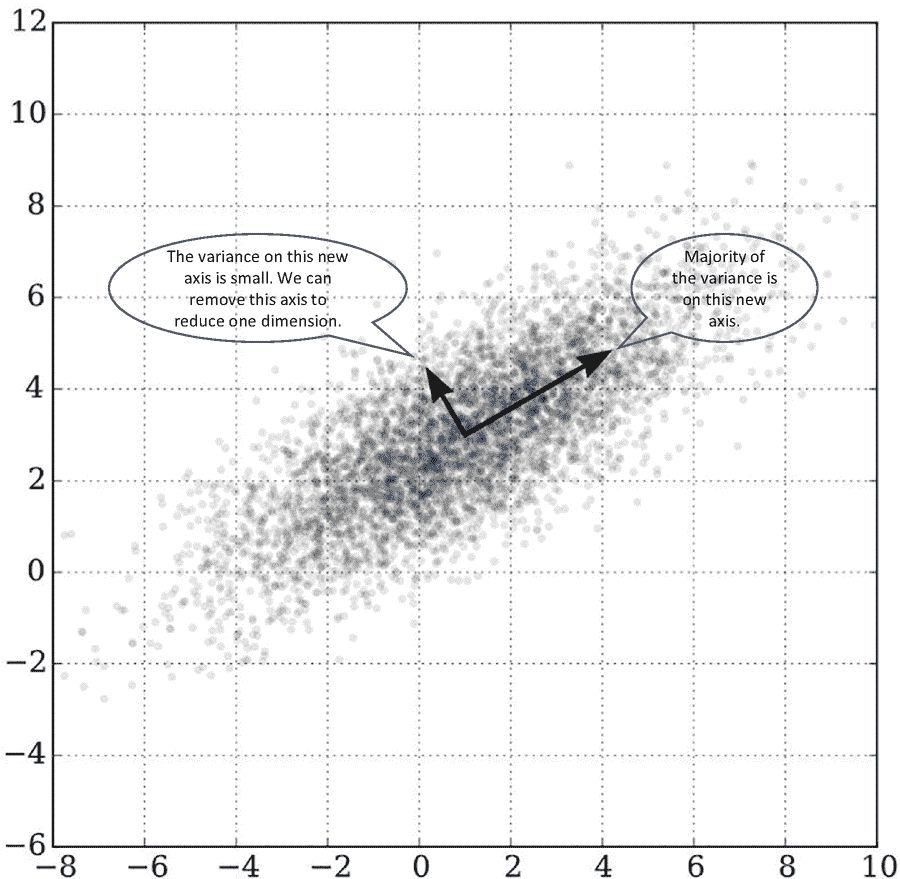 12
10
8
The variance on this new
axis is small. We can
remove this axis to
reduce one dimension.
Majority of
the variance is
on this new
axis.
6
4
2
0
−2
−4
−6
−8 −6 −4 −2 0 2 4 6 8 10